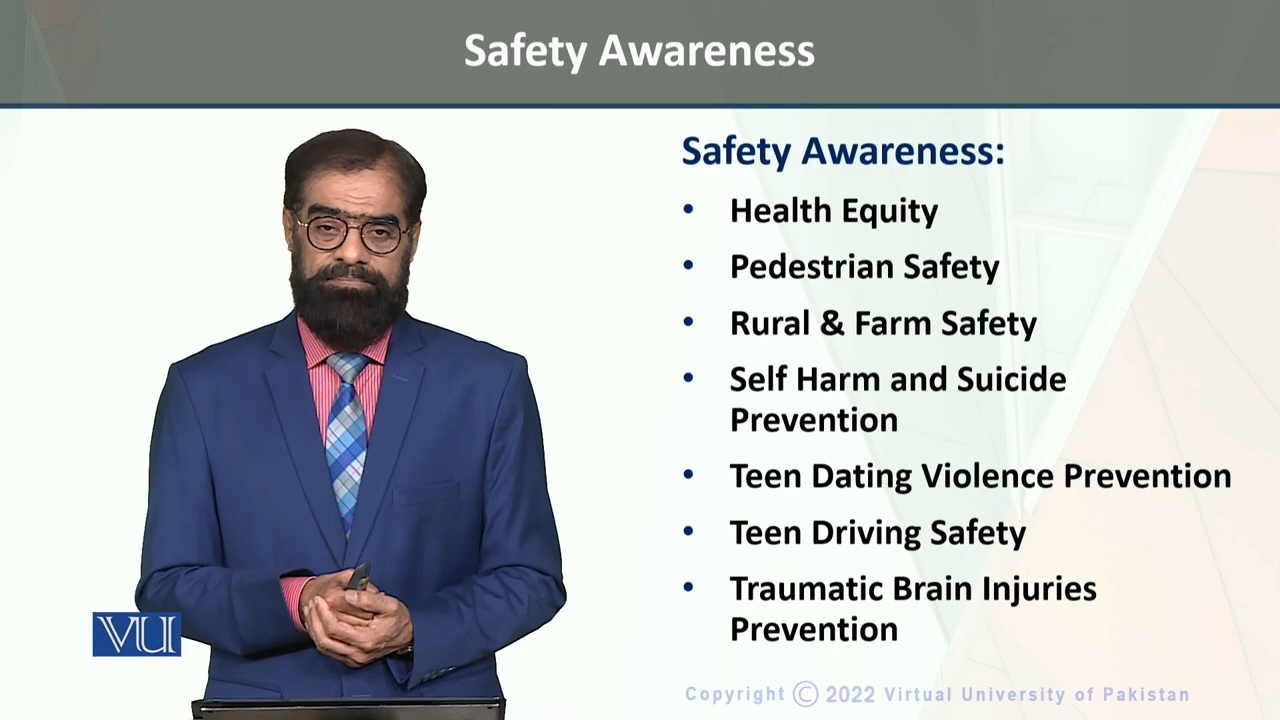 Safety Awareness
Safety Awareness:
• Health Equity
• Pedestrian Safety
• Rural & Farm Safety
• Self Harm and Suicide
Prevention
• Teen Dating Violence Prevention
• Teen Driving Safety
• Traumatic Brain Injuries
Prevention
VU
Copyright © 2022 Virtual University of Pakistan